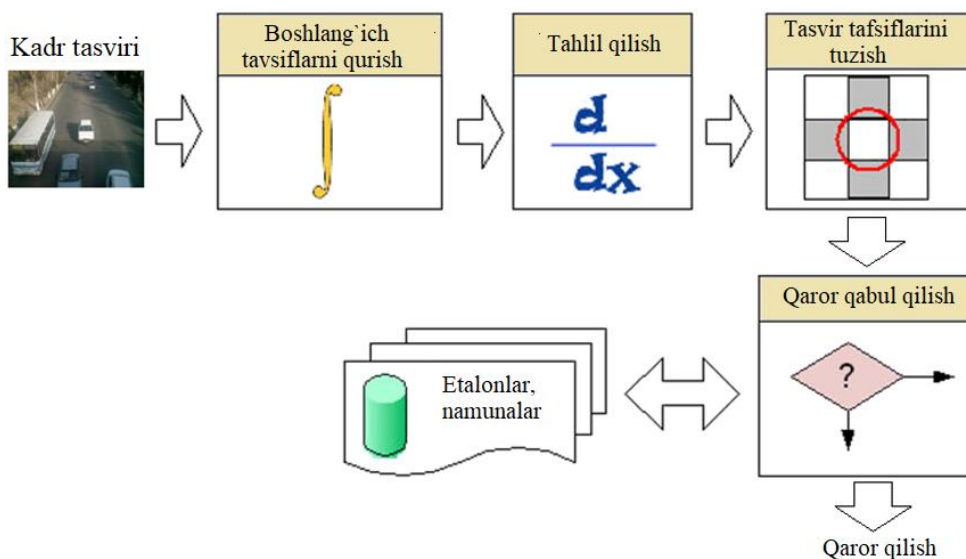 Kadr tasviri
Boshlang`ich
tavsiflarni qurish
Tahlil qilish
Tasvir tafsiflarini
tuzish
d
dx
Qaror qabul qilish
?
Etalonlar,
namunalar
Qaror qilish